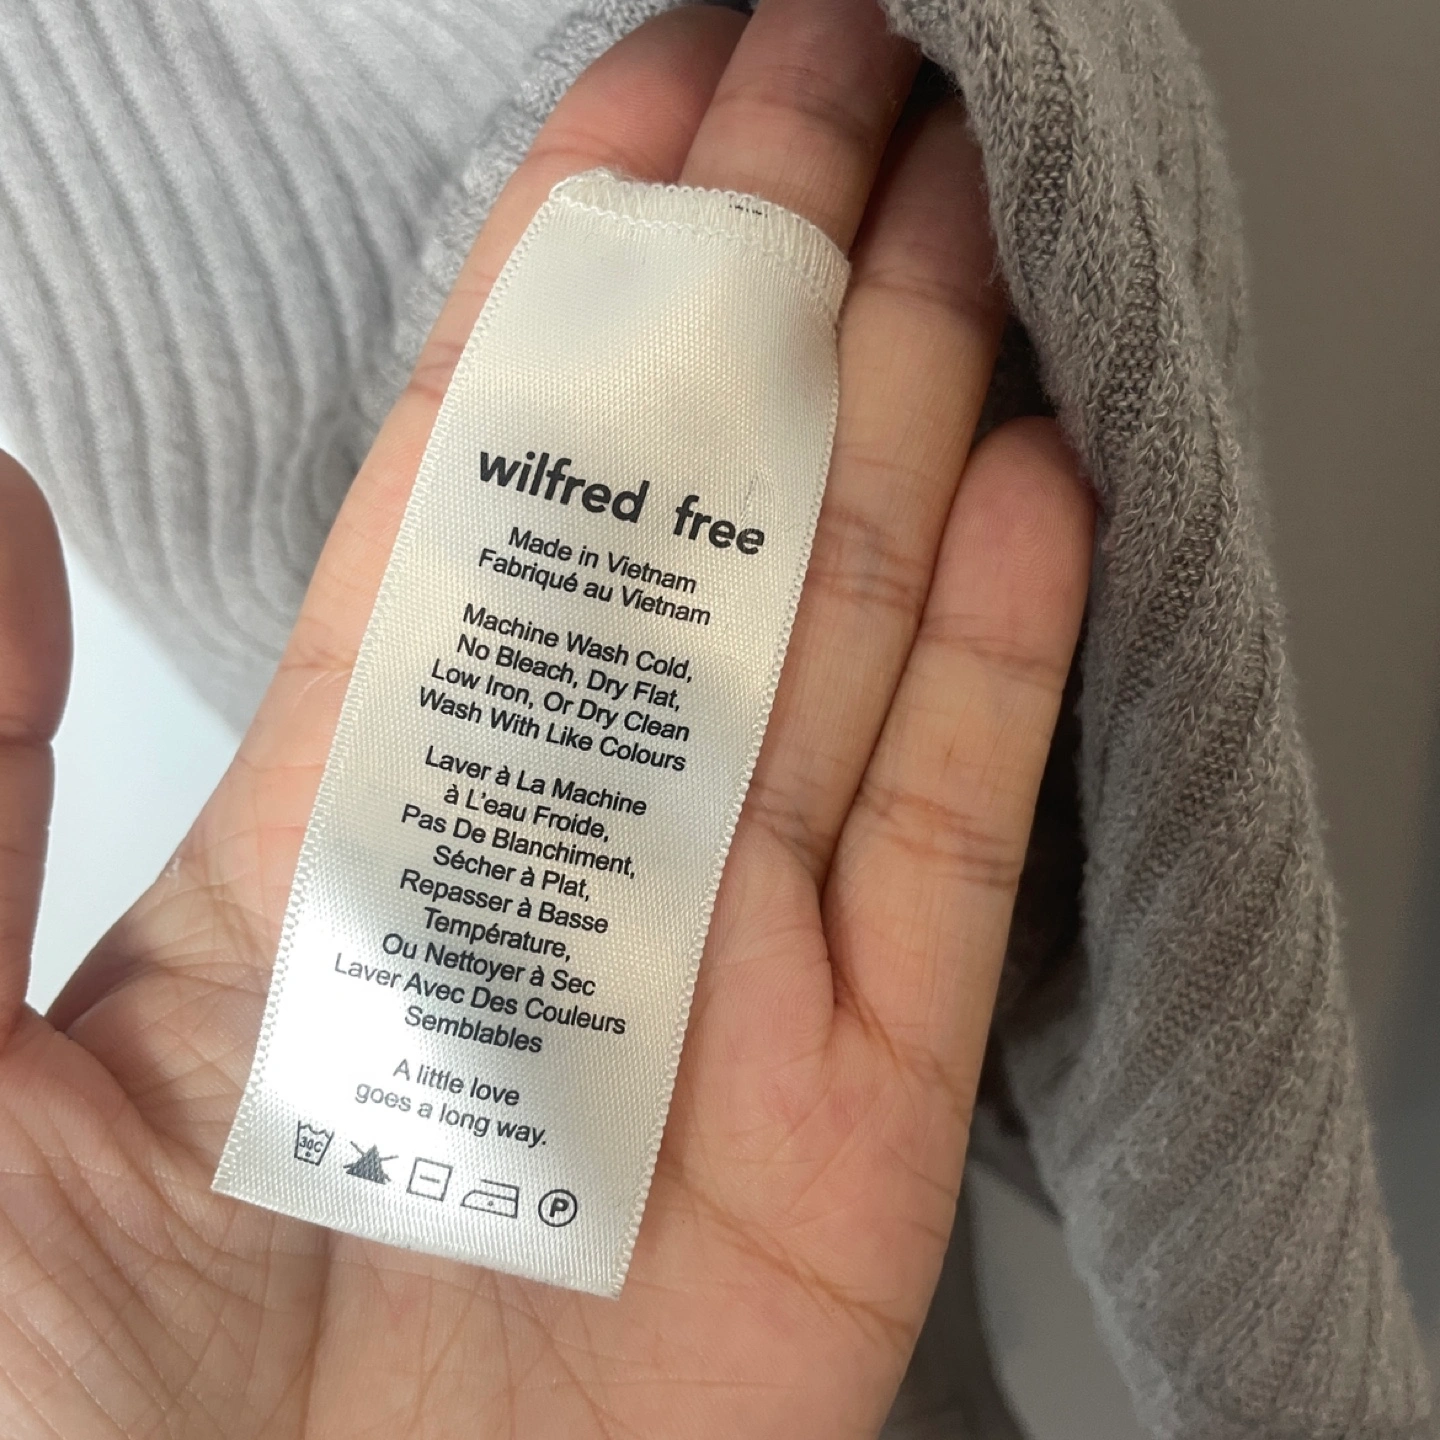 wilfred free
Made in Vietnam
Fabriqué au Vietnam
Machine Wash Cold,
No Bleach, Dry Flat,
Low Iron, Or Dry Clean
Wash With Like Colours
Laver à La Machine
à L'eau Froide,
Pas De Blanchiment,
Sécher à Plat,
Repasser à Basse
Température,
Ou Nettoyer à Sec
Laver Avec Des Couleurs
Semblables
A little love
goes a long way.
30C P